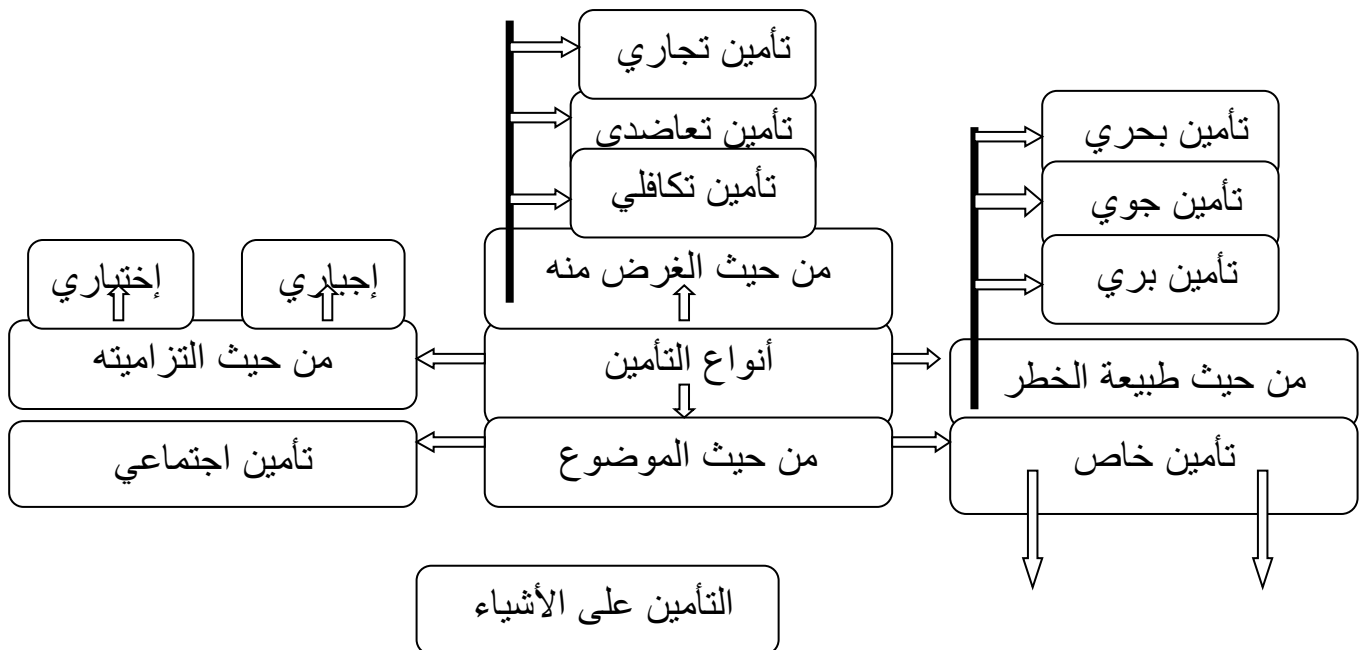 تأمين تجاري
تأمين تعاضدي
تأمين تكافلي
تأمين بحري
تأمين جوي
تأمين بري
من حيث الغرض منه
إجباري
إختياري
من حيث طبيعة الخطر
أنواع التأمين
من حيث التزاميته
تأمين خاص
من حيث الموضوع
تأمين اجتماعي
التأمين على الأشياء